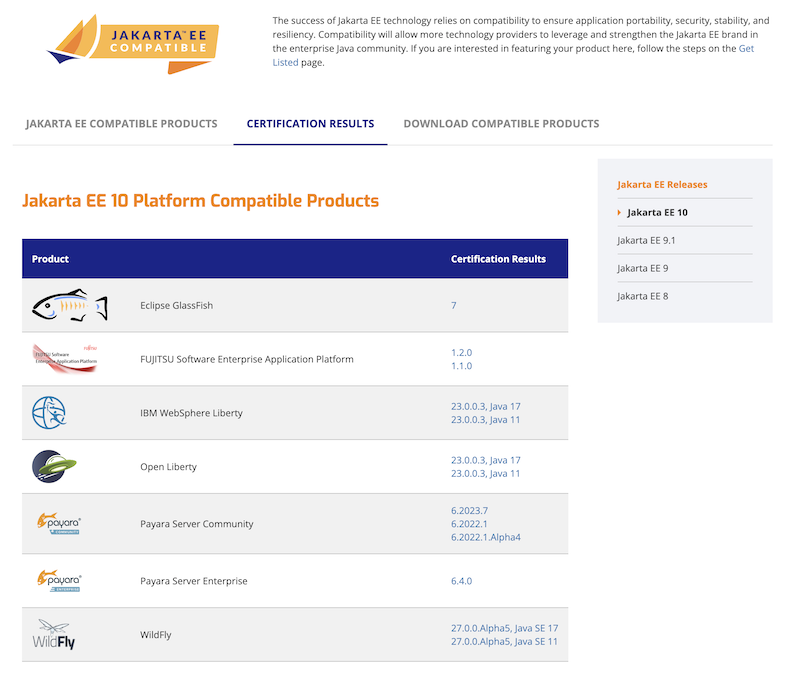 JAKARTA™ EE
COMPATIBLE
The success of Jakarta EE technology relies on compatibility to ensure application portability, security, stability, and
resiliency. Compatibility will allow more technology providers to leverage and strengthen the Jakarta EE brand in
the enterprise Java community. If you are interested in featuring your product here, follow the steps on the Get
Listed page.
JAKARTA EE COMPATIBLE PRODUCTS
CERTIFICATION RESULTS
DOWNLOAD COMPATIBLE PRODUCTS
Jakarta EE 10 Platform Compatible Products
Product
Certification Results
Eclipse GlassFish
7
FUJITSU
FUJITSU Software
Enterprise Application Platform
FUJITSU Software Enterprise Application Platform
1.2.0
1.1.0
IBM WebSphere Liberty
23.0.0.3, Java 17
23.0.0.3, Java 11
Open Liberty
23.0.0.3, Java 17
23.0.0.3, Java 11
payara®
COMMUNITY
Payara Server Community
6.2023.7
6.2022.1
6.2022.1.Alpha4
payara®
ENTERPRISE
Payara Server Enterprise
6.4.0
WildFly
WildFly
27.0.0.Alpha5, Java SE 17
27.0.0.Alpha5, Java SE 11
Jakarta EE Releases
Jakarta EE 10
Jakarta EE 9.1
Jakarta EE 9
Jakarta EE 8